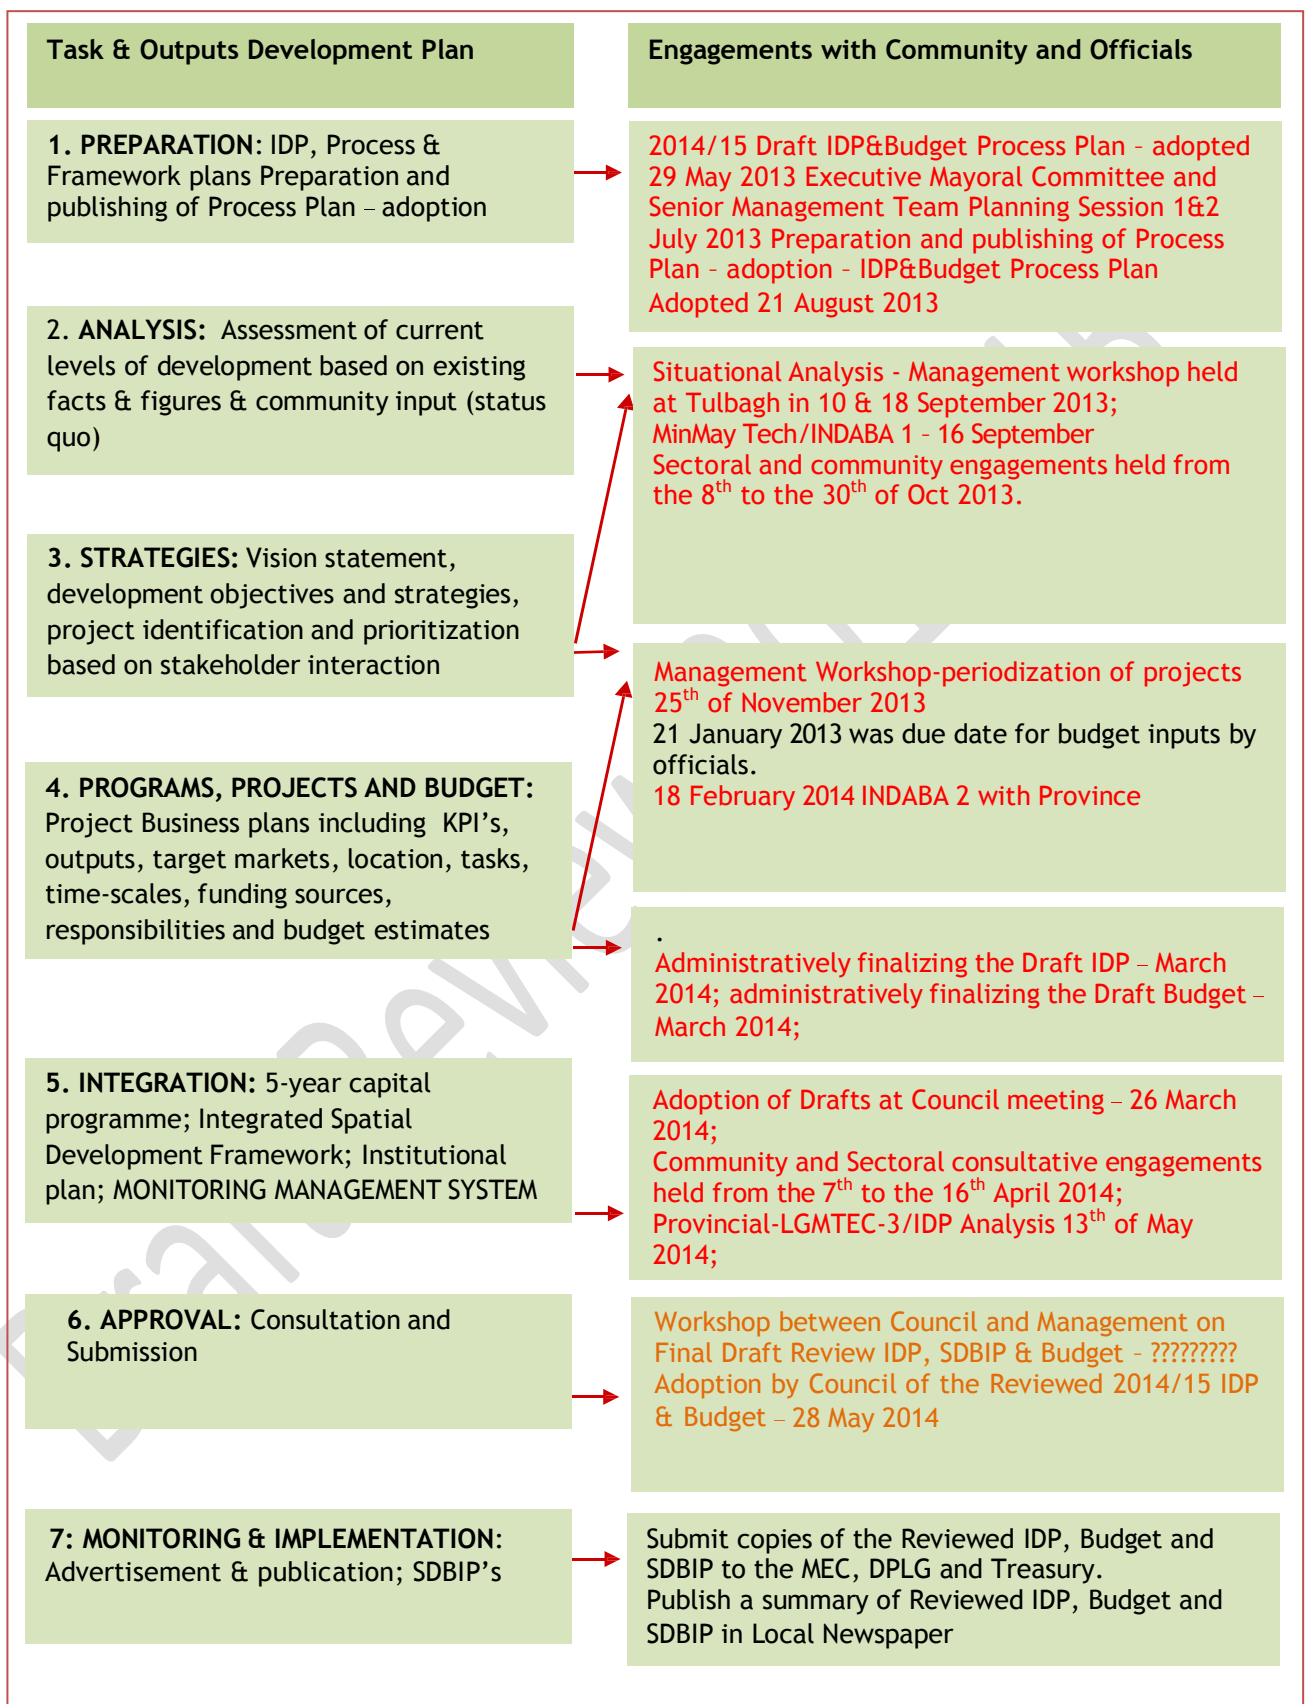 Task & Outputs Development Plan
Engagements with Community and Officials
1. PREPARATION: IDP, Process &
Framework plans Preparation and
publishing of Process Plan – adoption
2014/15 Draft IDP&Budget Process Plan – adopted
29 May 2013 Executive Mayoral Committee and
Senior Management Team Planning Session 1&2
July 2013 Preparation and publishing of Process
Plan – adoption – IDP&Budget Process Plan
Adopted 21 August 2013
2. ANALYSIS: Assessment of current
levels of development based on existing
facts & figures & community input (status
quo)
Situational Analysis - Management workshop held
at Tulbagh in 10 & 18 September 2013;
MinMay Tech/INDABA 1 – 16 September
Sectoral and community engagements held from
the 8th to the 30th of Oct 2013.
3. STRATEGIES: Vision statement,
development objectives and strategies,
project identification and prioritization
based on stakeholder interaction
Management Workshop-periodization of projects
25th of November 2013
21 January 2013 was due date for budget inputs by
officials.
18 February 2014 INDABA 2 with Province
4. PROGRAMS, PROJECTS AND BUDGET:
Project Business plans including KPI’s,
outputs, target markets, location, tasks,
time-scales, funding sources,
responsibilities and budget estimates
.
Administratively finalizing the Draft IDP – March
2014; administratively finalizing the Draft Budget –
March 2014;
5. INTEGRATION: 5-year capital
programme; Integrated Spatial
Development Framework; Institutional
plan; MONITORING MANAGEMENT SYSTEM
Adoption of Drafts at Council meeting – 26 March
2014;
Community and Sectoral consultative engagements
held from the 7th to the 16th April 2014;
Provincial-LGMTEC-3/IDP Analysis 13th of May
2014;
6. APPROVAL: Consultation and
Submission
Workshop between Council and Management on
Final Draft Review IDP, SDBIP & Budget – ?????????
Adoption by Council of the Reviewed 2014/15 IDP
& Budget – 28 May 2014
7: MONITORING & IMPLEMENTATION:
Advertisement & publication; SDBIP’s
Submit copies of the Reviewed IDP, Budget and
SDBIP to the MEC, DPLG and Treasury.
Publish a summary of Reviewed IDP, Budget and
SDBIP in Local Newspaper
Draft Review